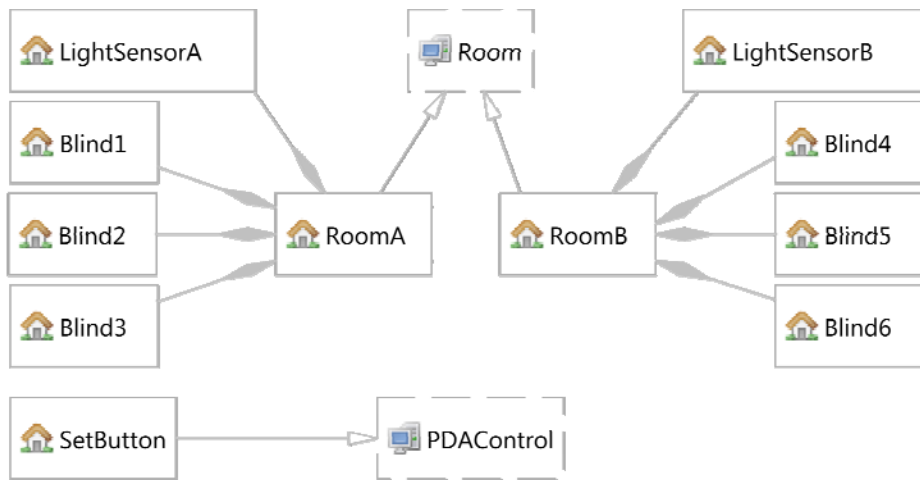 LightSensorA
Room
LightSensorB
Blind1
Blind4
Blind2
RoomA
RoomB
Blind5
Blind3
Blind6
SetButton
PDAControl